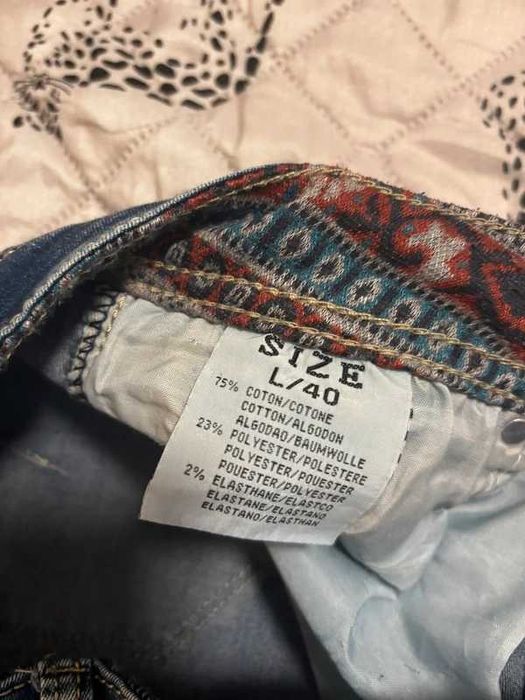 SIZE
L/40
75% COTON/COTONE
COTTON/ALGODON
ALGODAO/BAUMWOLLE
23% POLYESTER/POLESTERE
POLYESTER/POUESTER
POUESTER/POLYESTER
2% ELASTHANE/ELASTCO
ELASTANE/ELASTANO
ELASTANO/ELASTHAN